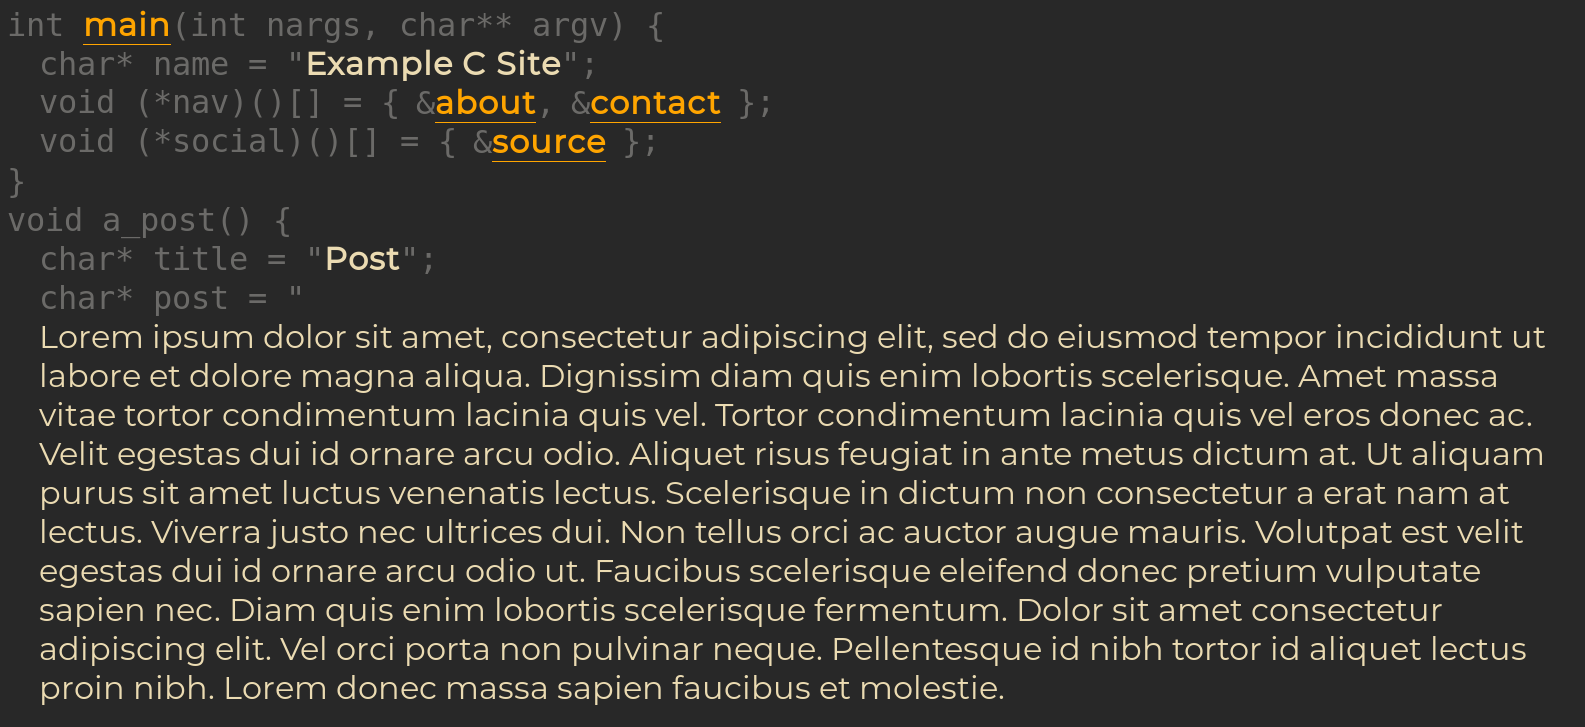 int main(int nargs, char** argv) {
char* name = "Example C Site";
void (*nav)()[] = { &about, &contact };
void (*social)()[] = { &source };
}
void a_post() {
char* title = "Post";
char* post = "
Lorem ipsum dolor sit amet, consectetur adipiscing elit, sed do eiusmod tempor incididunt ut
labore et dolore magna aliqua. Dignissim diam quis enim lobortis scelerisque. Amet massa
vitae tortor condimentum lacinia quis vel. Tortor condimentum lacinia quis vel eros donec ac.
Velit egestas dui id ornare arcu odio. Aliquet risus feugiat in ante metus dictum at. Ut aliquam
purus sit amet luctus venenatis lectus. Scelerisque in dictum non consectetur a erat nam at
lectus. Viverra justo nec ultrices dui. Non tellus orci ac auctor augue mauris. Volutpat est velit
egestas dui id ornare arcu odio ut. Faucibus scelerisque eleifend donec pretium vulputate
sapien nec. Diam quis enim lobortis scelerisque fermentum. Dolor sit amet consectetur
adipiscing elit. Vel orci porta non pulvinar neque. Pellentesque id nibh tortor id aliquet lectus
proin nibh. Lorem donec massa sapien faucibus et molestie.